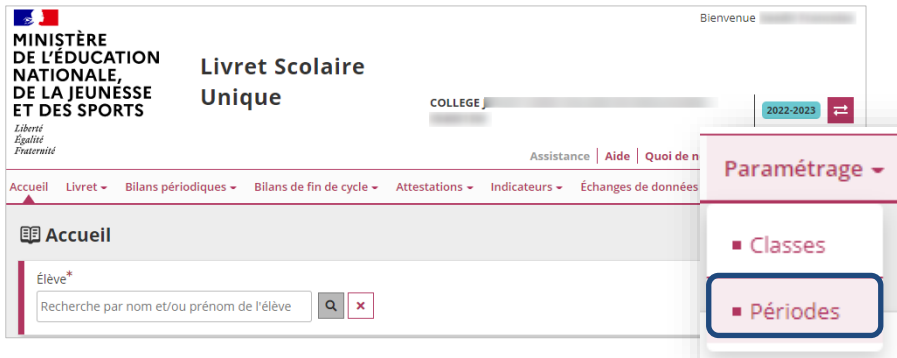 Bienvenue
MINISTÈRE
DE L'ÉDUCATION
NATIONALE,
DE LA JEUNESSE
ET DES SPORTS
Liberté
Égalité
Fraternité
Livret Scolaire
Unique
COLLEGE
2022-2023
Assistance | Aide | Quoi de n
Accueil Livret Bilans périodiques Bilans de fin de cycle Attestations Indicateurs Échanges de données
Paramétrage
Classes
Périodes
Accueil
Élève*
Recherche par nom et/ou prénom de l'élève